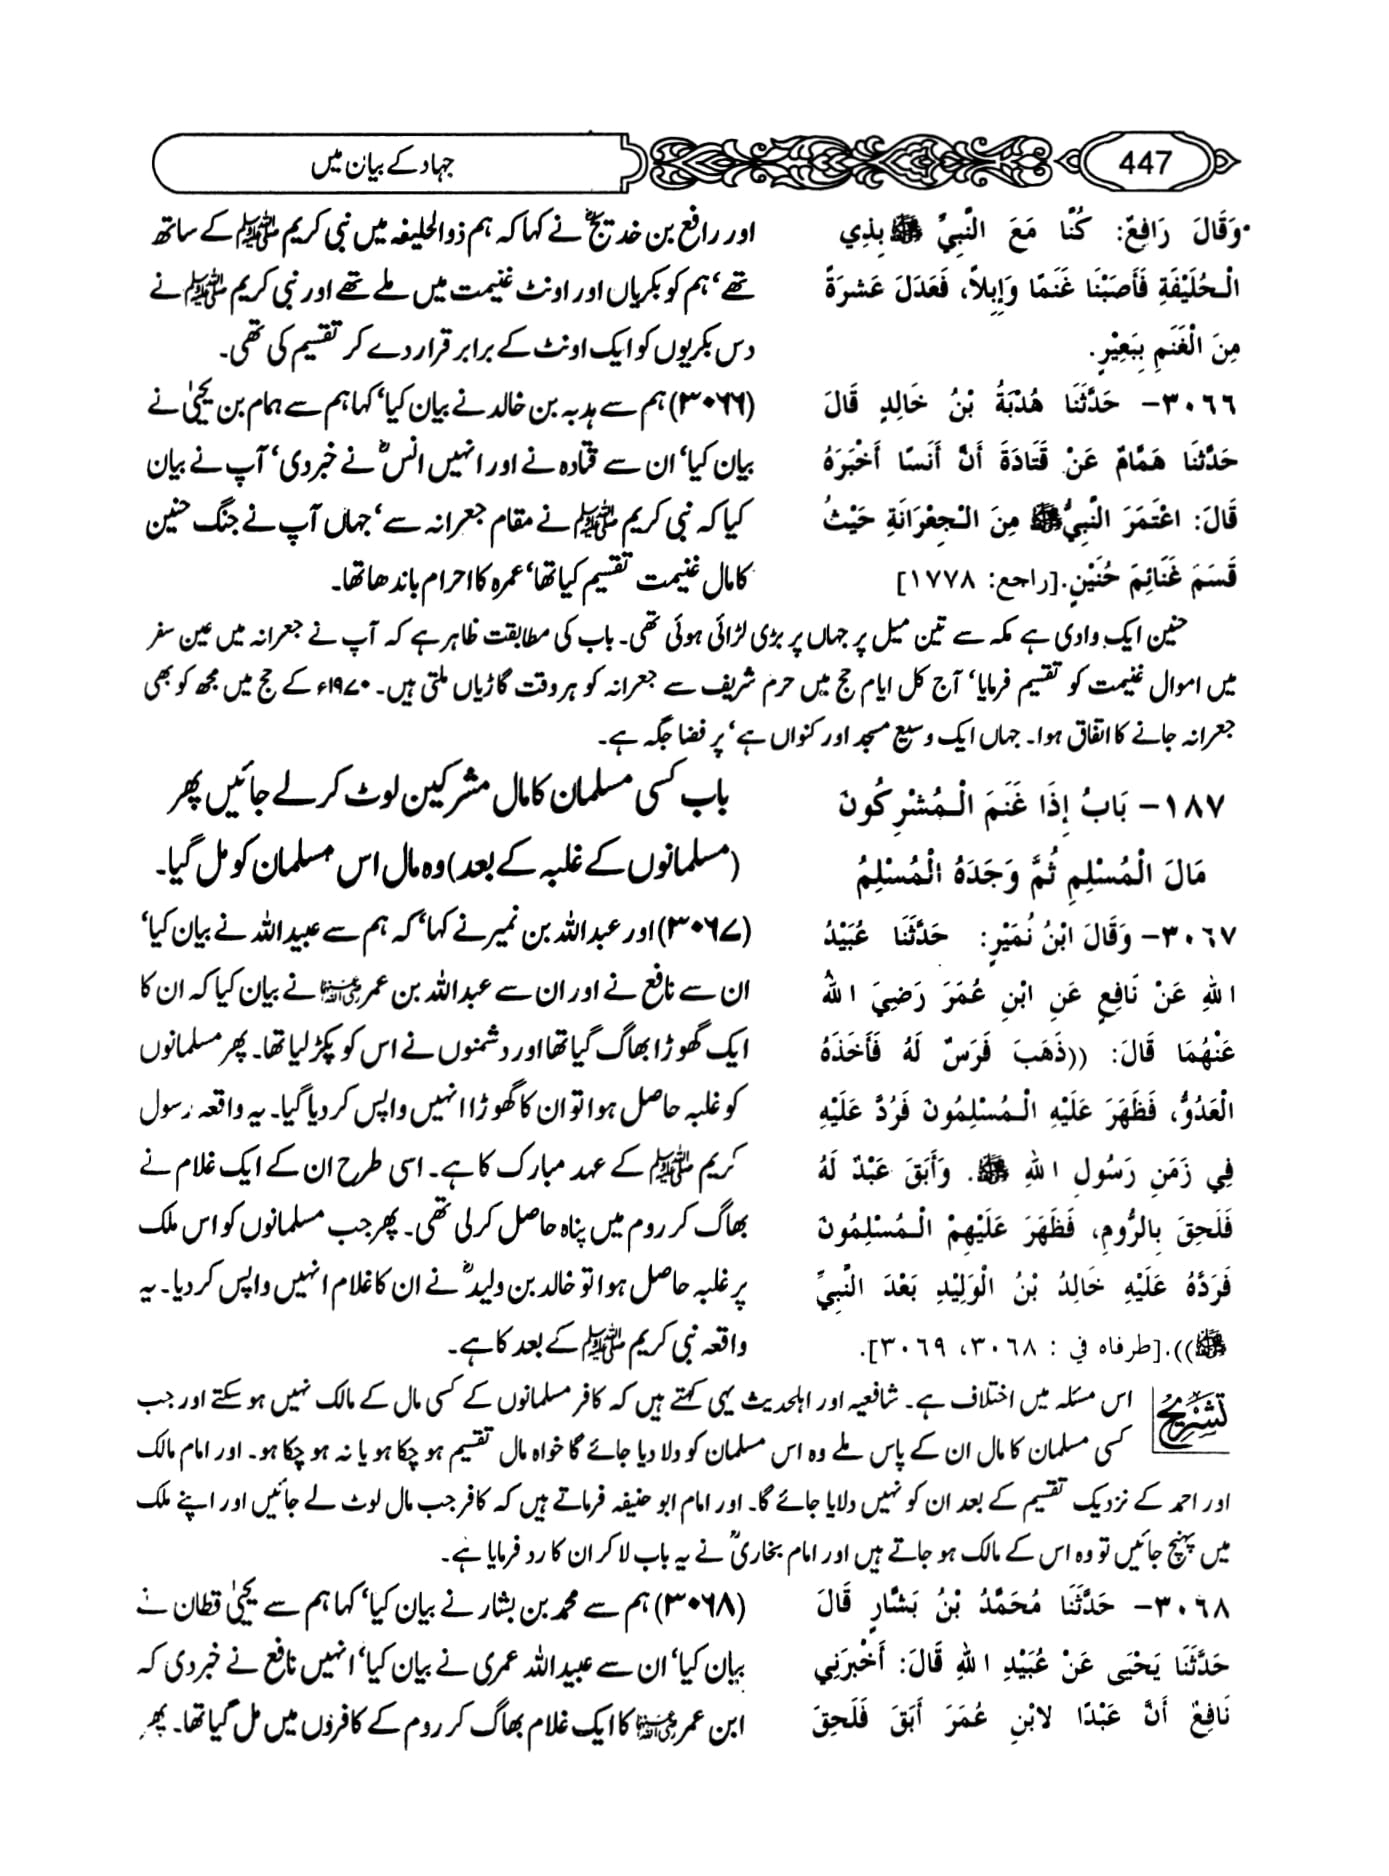 447
جہاد کے بیان میں
وَقَالَ رَافِعٌ: كُنَّا مَعَ النَّبِيِّ ﷺ بِذِي
الْحُلَيْفَةِ فَأَصَبْنَا غَنَمًا وَإِبِلاً، فَعَدَلَ عَشرَةً
مِنَ الْغَنَمِ بِبَعِيْرٍ.
اور رافع بن خدیجؓ نے کہا کہ ہم ذوالحلیفہ میں نبی کریم ﷺ کے ساتھ
تھے‘ ہم کو بکریاں اور اونٹ غنیمت میں ملے تھے اور نبی کریم ﷺ نے
دس بکریوں کو ایک اونٹ کے برابر قرار دے کر تقسیم کی تھی۔
٣٠٦٦- حَدَّثَنَا هُدْبَةُ بْنُ خَالِدٍ قَالَ
حَدَّثَنَا هَمَّامٌ عَنْ قَتَادَةَ أَنَّ أَنَسًا أَخْبَرَهُ
قَالَ: اعْتَمَرَ النَّبِيُّ ﷺ مِنَ الْجِعْرَانَةِ حَيْثُ
قَسَمَ غَنَائِمَ حُنَيْنٍ.[راجع: ١٧٧٨]
(۳۰۶۶) ہم سے ہدبہ بن خالد نے بیان کیا‘ کہا ہم سے ہمام بن یحییٰ نے
بیان کیا‘ ان سے قتادہ نے اور انہیں انسؓ نے خبر دی‘ آپ نے بیان
کیا کہ نبی کریم ﷺ نے مقام جعرانہ سے‘ جہاں آپ نے جنگ حنین
کا مال غنیمت تقسیم کیا تھا‘ عمرہ کا احرام باندھا تھا۔
حنین ایک وادی ہے مکہ سے تین میل پر جہاں پر بڑی لڑائی ہوئی تھی۔ باب کی مطابقت ظاہر ہے کہ آپ نے جعرانہ میں عین سفر
میں اموال غنیمت کو تقسیم فرمایا‘ آج کل ایام حج میں حرم شریف سے جعرانہ کو ہر وقت گاڑیاں ملتی ہیں۔ ۱۹۷۰ء کے حج میں مجھ کو بھی
جعرانہ جانے کا اتفاق ہوا۔ جہاں ایک وسیع مسجد اور کنواں ہے‘ پر فضا جگہ ہے۔
١٨٧- بَابُ إِذَا غَنَمَ الْمُشْرِكُونَ
مَالَ الْمُسْلِمِ ثُمَّ وَجَدَهُ الْمُسْلِمُ
باب کسی مسلمان کا مال مشرکین لوٹ کر لے جائیں پھر
(مسلمانوں کے غلبہ کے بعد) وہ مال اس مسلمان کو مل گیا۔
٣٠٦٧- وَقَالَ ابْنُ نُمَيْرٍ: حَدَّثَنَا عُبَيْدُ
اللهِ عَنْ نَافِعٍ عَنِ ابْنِ عُمَرَ رَضِيَ اللهُ
عَنْهُمَا قَالَ: ((ذَهَبَ فَرَسٌ لَهُ فَأَخَذَهُ
الْعَدُوُّ، فَظَهَرَ عَلَيْهِ الْمُسْلِمُونَ فَرُدَّ عَلَيْهِ
فِي زَمَنِ رَسُولِ اللهِ ﷺ. وَأَبَقَ عَبْدٌ لَهُ
فَلَحِقَ بِالرُّومِ، فَظَهَرَ عَلَيْهِمْ الْمُسْلِمُونَ
فَرَدَّهُ عَلَيْهِ خَالِدُ بْنُ الْوَلِيْدِ بَعْدَ النَّبِيِّ
ﷺ)).[طرفاه في : ٣٠٦٨، ٣٠٦٩].
(۳۰۶۷) اور عبداللہ بن نمیر نے کہا‘ کہ ہم سے عبیداللہ نے بیان کیا‘
ان سے نافع نے اور ان سے عبداللہ بن عمر رضی اللہ عنہما نے بیان کیا کہ ان کا
ایک گھوڑا بھاگ گیا تھا اور دشمنوں نے اس کو پکڑ لیا تھا۔ پھر مسلمانوں
کو غلبہ حاصل ہوا تو ان کا گھوڑا انہیں واپس کر دیا گیا۔ یہ واقعہ رسول
کریم ﷺ کے عہد مبارک کا ہے۔ اسی طرح ان کے ایک غلام نے
بھاگ کر روم میں پناہ حاصل کر لی تھی۔ پھر جب مسلمانوں کو اس ملک
پر غلبہ حاصل ہوا تو خالد بن ولیدؓ نے ان کا غلام انہیں واپس کر دیا۔ یہ
واقعہ نبی کریم ﷺ کے بعد کا ہے۔
تشریح
اس مسئلہ میں اختلاف ہے۔ شافعیہ اور اہلحدیث یہی کہتے ہیں کہ کافر مسلمانوں کے کسی مال کے مالک نہیں ہو سکتے اور جب
کسی مسلمان کا مال ان کے پاس ملے وہ اس مسلمان کو دلا دیا جائے گا خواہ مال تقسیم ہو چکا ہو یا نہ ہو چکا ہو۔ اور امام مالک
اور احمد کے نزدیک تقسیم کے بعد ان کو نہیں دلایا جائے گا۔ اور امام ابو حنیفہ فرماتے ہیں کہ کافر جب مال لوٹ لے جائیں اور اپنے ملک
میں پہنچ جائیں تو وہ اس کے مالک ہو جاتے ہیں اور امام بخاریؒ نے یہ باب لا کر ان کا رد فرمایا ہے۔
٣٠٦٨- حَدَّثَنَا مُحَمَّدُ بْنُ بَشَّارٍ قَالَ
حَدَّثَنَا يَحْيَى عَنْ عُبَيْدِ اللهِ قَالَ: أَخْبَرَنِي
نَافِعٌ أَنَّ عَبْدًا لابْنِ عُمَرَ أَبَقَ فَلَحِقَ
(۳۰۶۸) ہم سے محمد بن بشار نے بیان کیا‘ کہا ہم سے یحییٰ قطان نے
بیان کیا‘ ان سے عبیداللہ عمری نے بیان کیا‘ انہیں نافع نے خبر دی کہ
ابن عمر رضی اللہ عنہما کا ایک غلام بھاگ کر روم کے کافروں میں مل گیا تھا۔ پھر